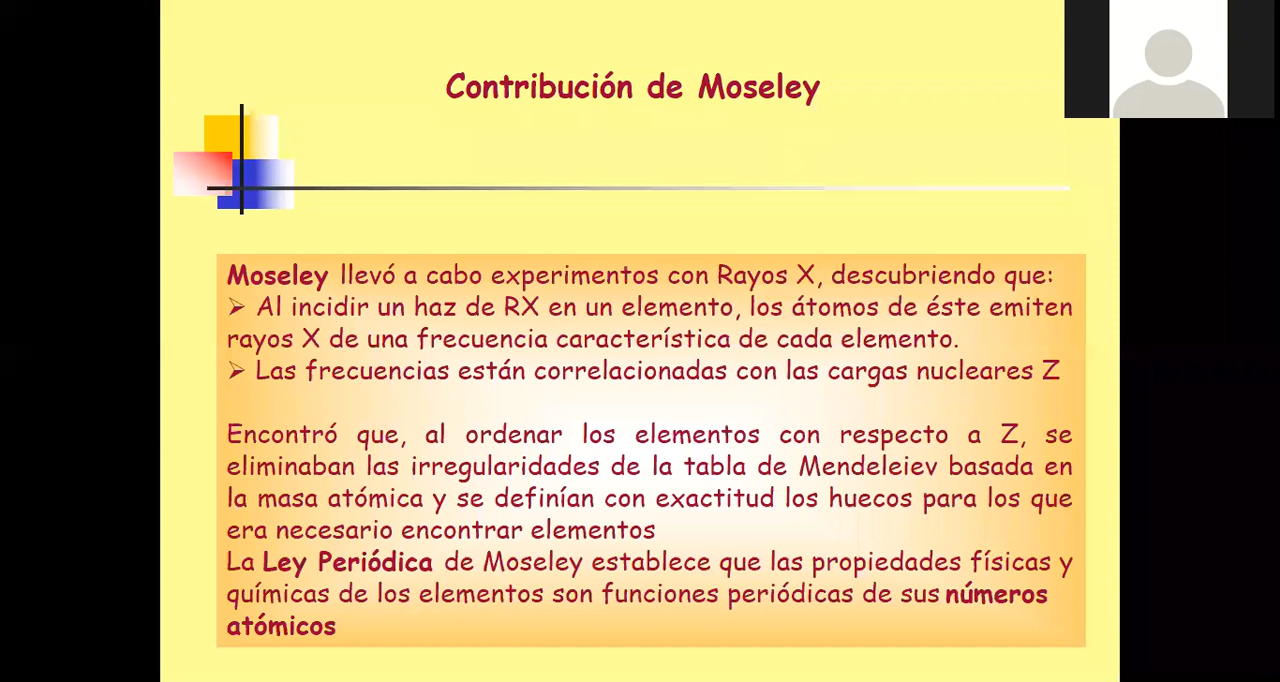 Contribución de Moseley
Moseley llevó a cabo experimentos con Rayos X, descubriendo que:
➢ Al incidir un haz de RX en un elemento, los átomos de éste emiten
rayos X de una frecuencia característica de cada elemento.
➢ Las frecuencias están correlacionadas con las cargas nucleares Z
Encontró que, al ordenar los elementos con respecto a Z, se
eliminaban las irregularidades de la tabla de Mendeleiev basada en
la masa atómica y se definían con exactitud los huecos para los que
era necesario encontrar elementos
La Ley Periódica de Moseley establece que las propiedades físicas y
químicas de los elementos son funciones periódicas de sus números
atómicos